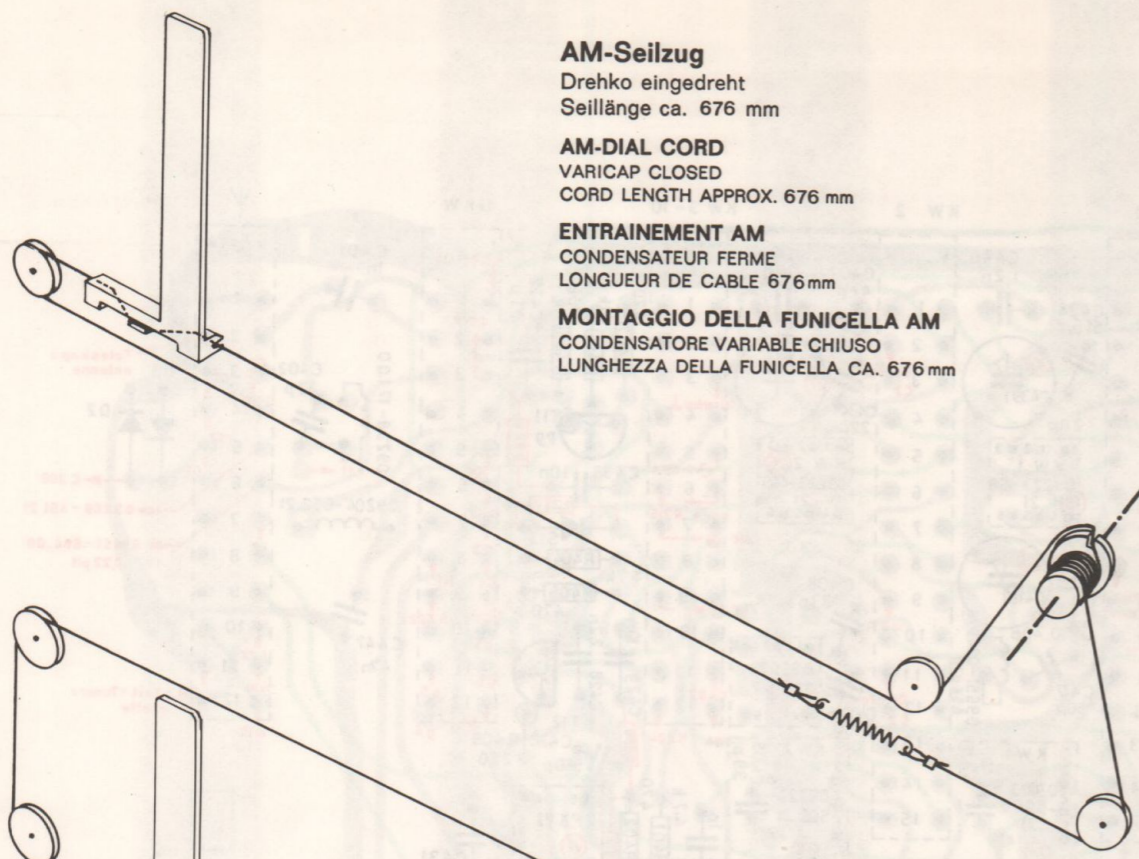 AM-Seilzug
Drehko eingedreht
Seillänge ca. 676 mm
AM-DIAL CORD
VARICAP CLOSED
CORD LENGTH APPROX. 676 mm
ENTRAINEMENT AM
CONDENSATEUR FERME
LONGUEUR DE CABLE 676 mm
MONTAGGIO DELLA FUNICELLA AM
CONDENSATORE VARIABLE CHIUSO
LUNGHEZZA DELLA FUNICELLA CA. 676 mm